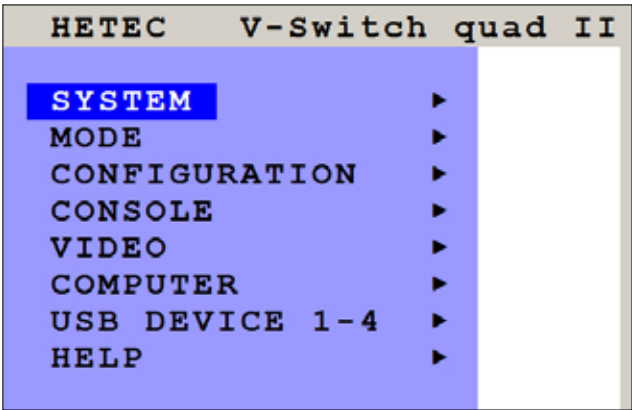 HETEC V-Switch quad II
SYSTEM
MODE
CONFIGURATION
CONSOLE
VIDEO
COMPUTER
USB DEVICE 1-4
HELP